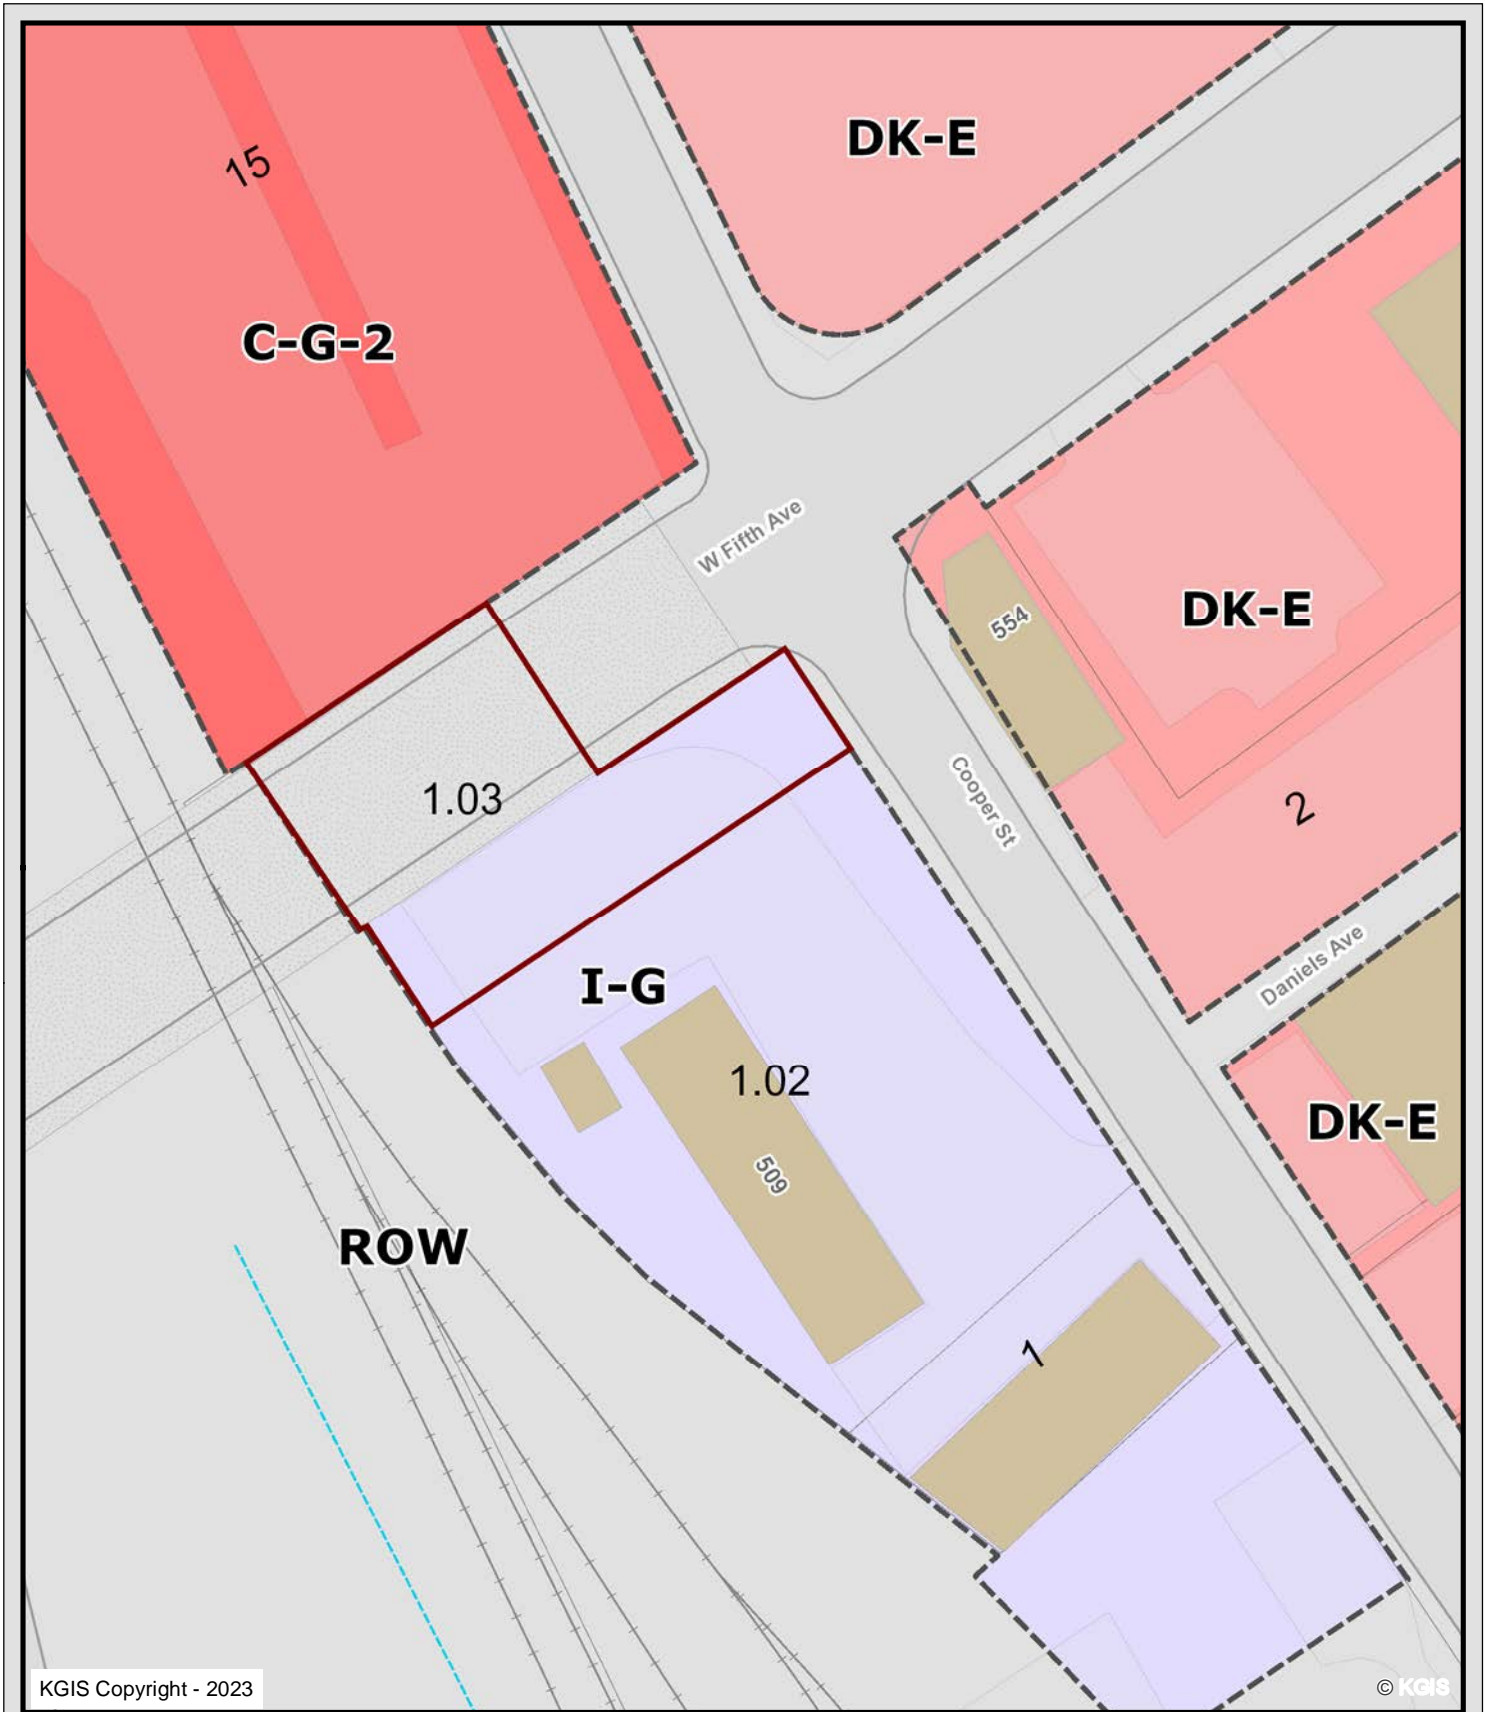 DK-E
15
C-G-2
W Fifth Ave
554
DK-E
1.03
Cooper St
2
Daniels Ave
I-G
1.02
DK-E
509
ROW
1
KGIS Copyright - 2023
© KGIS